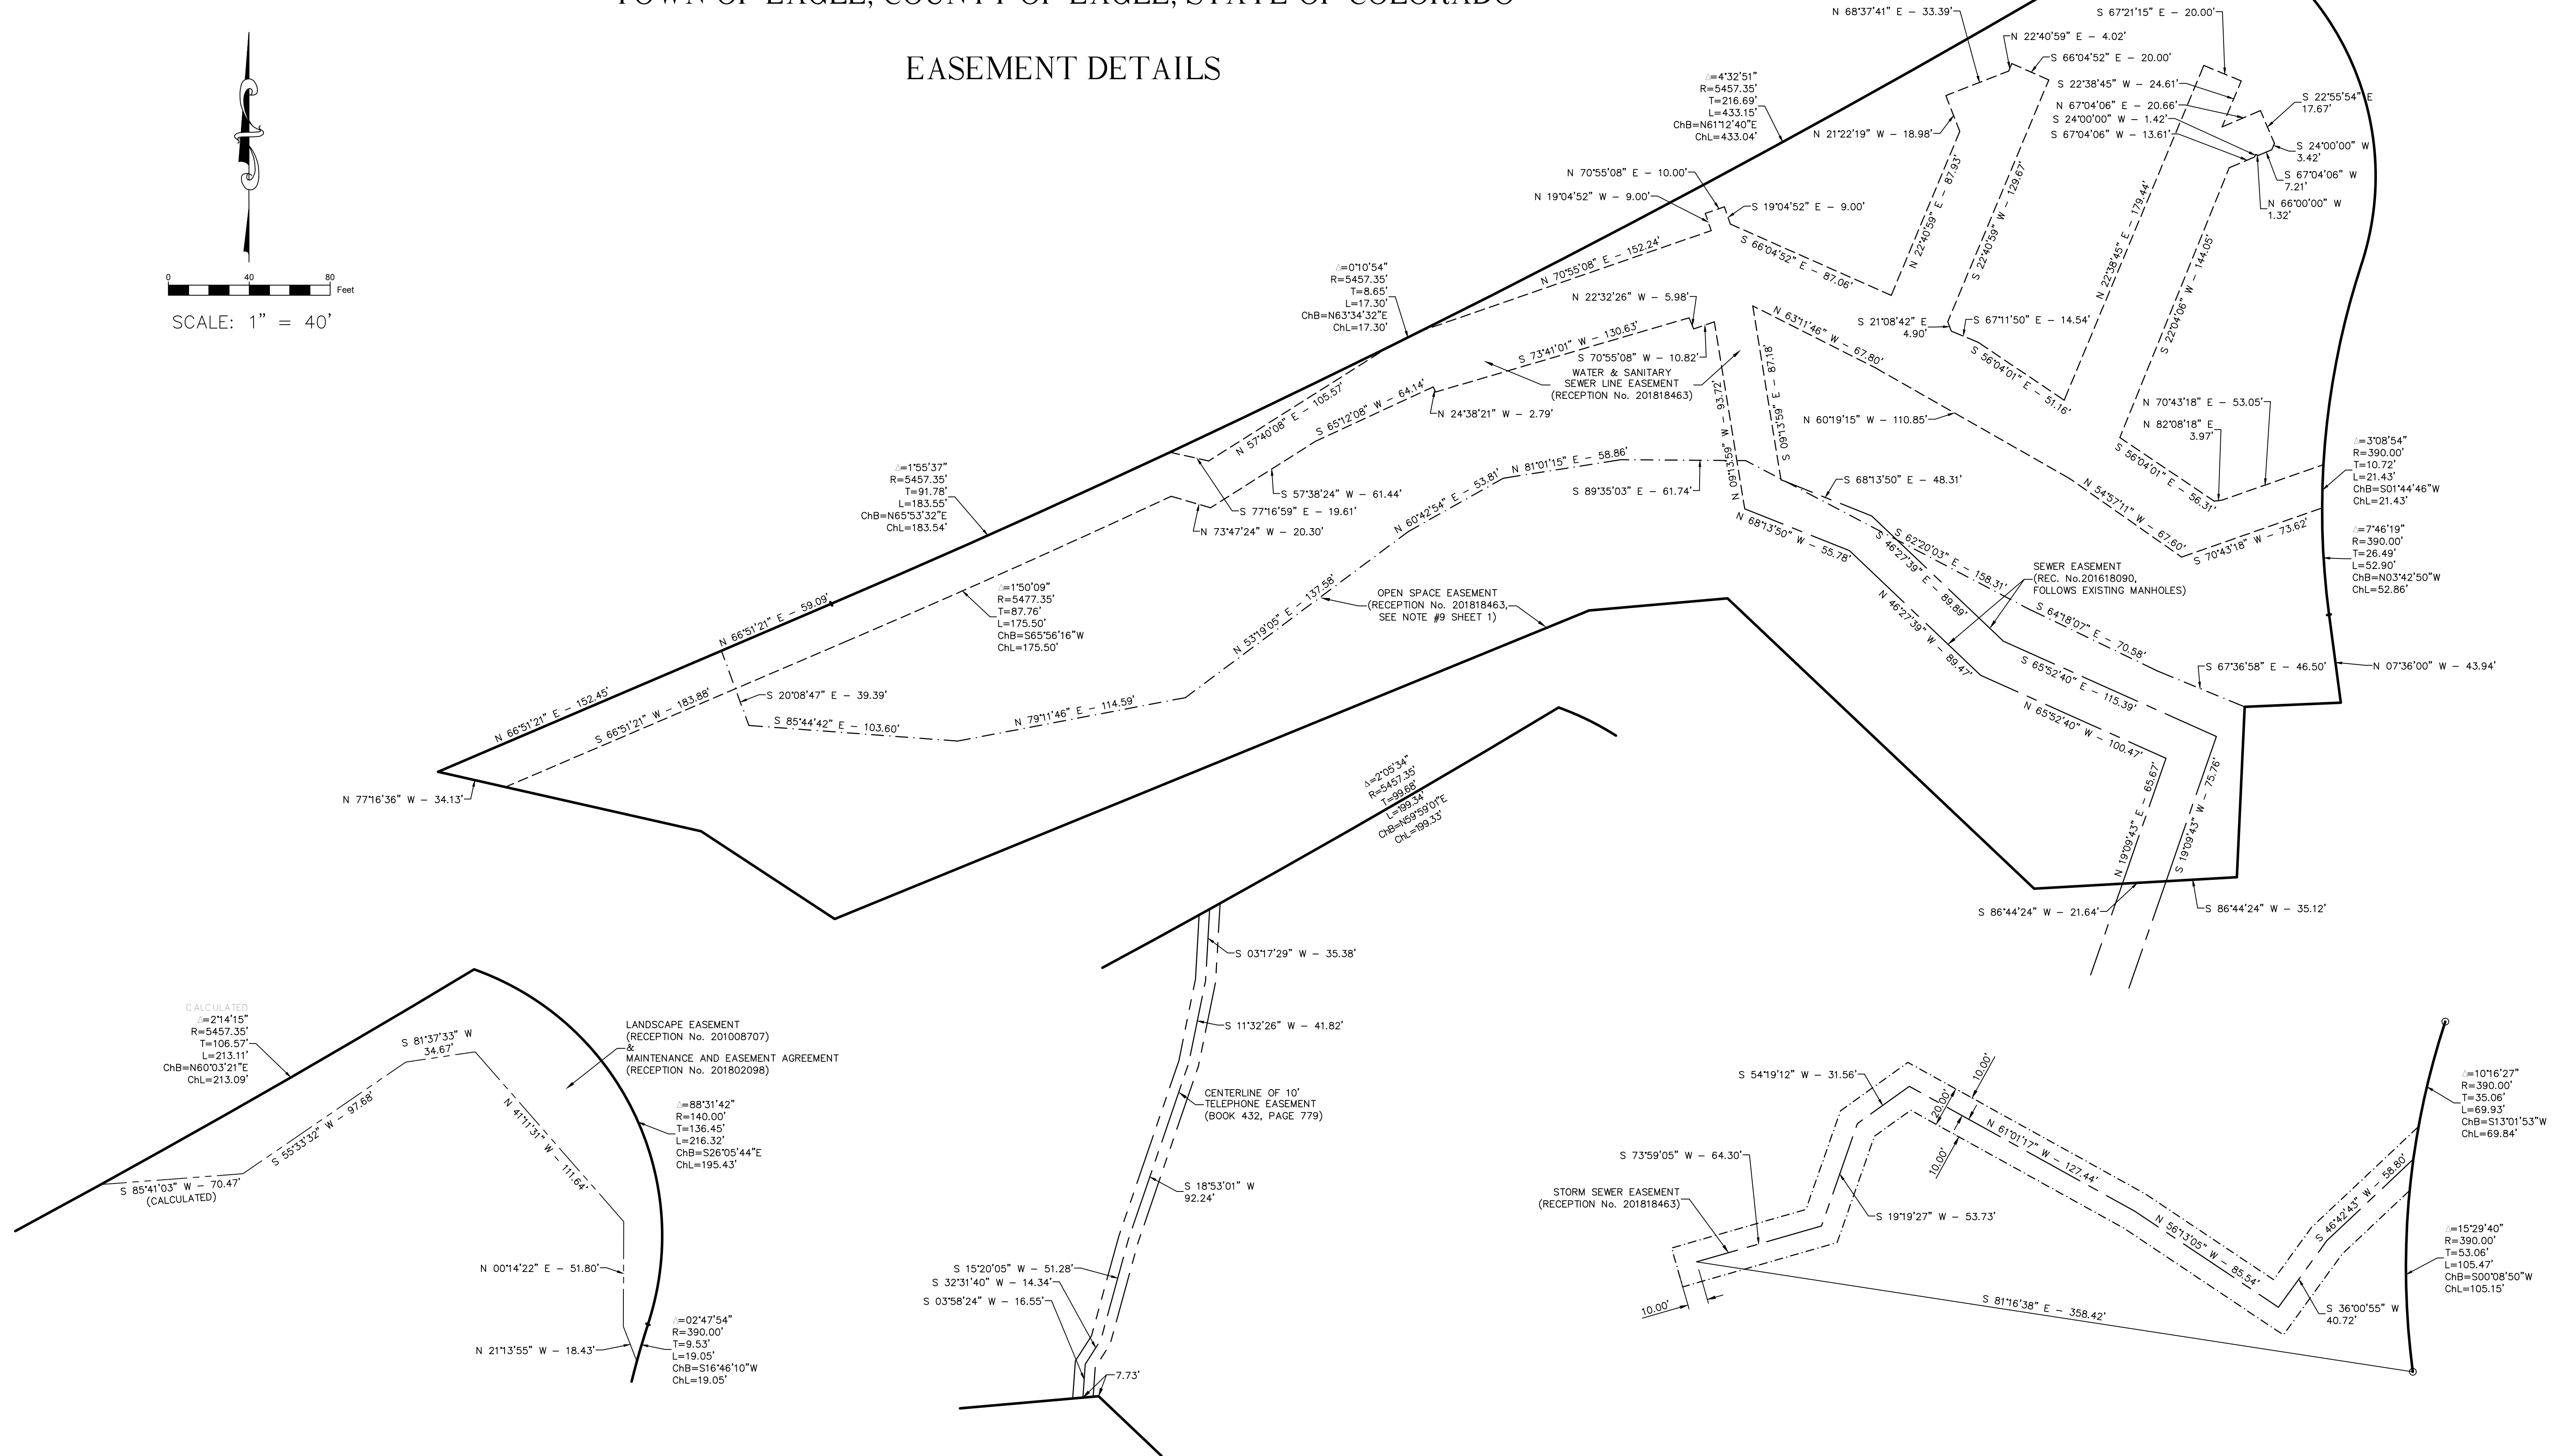 TOWN OF EAGLE, COUNTY OF EAGLE, STATE OF COLORADO
EASEMENT DETAILS
0 40 80
Feet
SCALE: 1" = 40'
N 68°37'41" E – 33.39'
S 67°21'15" E – 20.00'
N 22°40'59" E – 4.02'
S 66°04'52" E – 20.00'
S 22°38'45" W – 24.61'
N 67°04'06" E – 20.66'
S 24°00'00" W – 1.42'
S 67°04'06" W – 13.61'
S 22°55'54" E
17.67'
S 24°00'00" W
3.42'
S 67°04'06" W
7.21'
N 66°00'00" W
1.32'
Δ=4°32'51"
R=5457.35'
T=216.69'
L=433.15'
ChB=N61°12'40"E
ChL=433.04'
N 21°22'19" W – 18.98'
N 70°55'08" E – 10.00'
N 19°04'52" W – 9.00'
S 19°04'52" E – 9.00'
S 66°04'52" E – 87.06'
N 22°40'59" E – 87.93'
S 22°40'59" W – 129.67'
N 22°38'45" E – 179.44'
S 22°04'06" W – 144.05'
Δ=0°10'54"
R=5457.35'
T=8.65'
L=17.30'
ChB=N63°34'32"E
ChL=17.30'
N 70°55'08" E – 152.24'
N 22°32'26" W – 5.98'
S 73°41'01" W – 130.63'
S 70°55'08" W – 10.82'
WATER & SANITARY
SEWER LINE EASEMENT
(RECEPTION No. 201818463)
N 63°11'46" W – 67.80'
S 21°08'42" E
4.90'
S 67°11'50" E – 14.54'
S 56°04'01" E – 51.16'
S 09°13'59" E – 87.18'
N 09°13'59" W – 93.72'
N 60°19'15" W – 110.85'
N 70°43'18" E – 53.05'
N 82°08'18" E
3.97'
S 56°04'01" E – 56.31'
N 54°57'11" W – 67.60'
S 70°43'18" W – 73.62'
Δ=3°08'54"
R=390.00'
T=10.72'
L=21.43'
ChB=S01°44'46"W
ChL=21.43'
Δ=7°46'19"
R=390.00'
T=26.49'
L=52.90'
ChB=N03°42'50"W
ChL=52.86'
N 07°36'00" W – 43.94'
N 57°40'08" E – 105.57'
S 65°12'08" W – 64.14'
N 24°38'21" W – 2.79'
Δ=1°55'37"
R=5457.35'
T=91.78'
L=183.55'
ChB=N65°53'32"E
ChL=183.54'
S 57°38'24" W – 61.44'
S 77°16'59" E – 19.61'
N 73°47'24" W – 20.30'
N 60°42'54" E – 53.81'
N 81°01'15" E – 58.86'
S 89°35'03" E – 61.74'
S 68°13'50" E – 48.31'
N 68°13'50" W – 55.78'
S 62°20'03" E – 158.31'
S 46°27'39" E – 89.89'
N 46°27'39" W – 89.47'
SEWER EASEMENT
(REC. No.201618090,
FOLLOWS EXISTING MANHOLES)
S 64°18'07" E – 70.58'
S 67°36'58" E – 46.50'
S 65°52'40" E – 115.39'
N 65°52'40" W – 100.47'
N 19°09'43" E – 65.67'
S 19°09'43" W – 75.76'
S 86°44'24" W – 21.64'
S 86°44'24" W – 35.12'
OPEN SPACE EASEMENT
(RECEPTION No. 201818463,
SEE NOTE #9 SHEET 1)
N 53°19'05" E – 137.58'
Δ=1°50'09"
R=5477.35'
T=87.76'
L=175.50'
ChB=S65°56'16"W
ChL=175.50'
N 66°51'21" E – 59.09'
N 66°51'21" E – 152.45'
S 66°51'21" W – 183.88'
S 20°08'47" E – 39.39'
S 85°44'42" E – 103.60'
N 79°11'46" E – 114.59'
N 77°16'36" W – 34.13'
Δ=2°05'34"
R=5457.35'
T=99.68'
L=199.34'
ChB=N59°59'01"E
ChL=199.33'
S 03°17'29" W – 35.38'
S 11°32'26" W – 41.82'
CENTERLINE OF 10'
TELEPHONE EASEMENT
(BOOK 432, PAGE 779)
S 18°53'01" W
92.24'
S 15°20'05" W – 51.28'
S 32°31'40" W – 14.34'
S 03°58'24" W – 16.55'
7.73'
CALCULATED
Δ=2°14'15"
R=5457.35'
T=106.57'
L=213.11'
ChB=N60°03'21"E
ChL=213.09'
S 81°37'33" W
34.67'
S 55°33'32" W – 97.68'
S 85°41'03" W – 70.47'
(CALCULATED)
N 41°11'31" W – 111.64'
LANDSCAPE EASEMENT
(RECEPTION No. 201008707)
&
MAINTENANCE AND EASEMENT AGREEMENT
(RECEPTION No. 201802098)
Δ=88°31'42"
R=140.00'
T=136.45'
L=216.32'
ChB=S26°05'44"E
ChL=195.43'
N 00°14'22" E – 51.80'
N 21°13'55" W – 18.43'
Δ=02°47'54"
R=390.00'
T=9.53'
L=19.05'
ChB=S16°46'10"W
ChL=19.05'
S 54°19'12" W – 31.56'
10.00'
20.00'
10.00'
N 61°01'17" W – 127.44'
S 73°59'05" W – 64.30'
STORM SEWER EASEMENT
(RECEPTION No. 201818463)
S 19°19'27" W – 53.73'
N 56°13'05" W – 85.54'
S 46°42'43" W – 58.80'
S 36°00'55" W
40.72'
10.00'
S 81°16'38" E – 358.42'
Δ=10°16'27"
R=390.00'
T=35.06'
L=69.93'
ChB=S13°01'53"W
ChL=69.84'
Δ=15°29'40"
R=390.00'
T=53.06'
L=105.47'
ChB=S00°08'50"W
ChL=105.15'